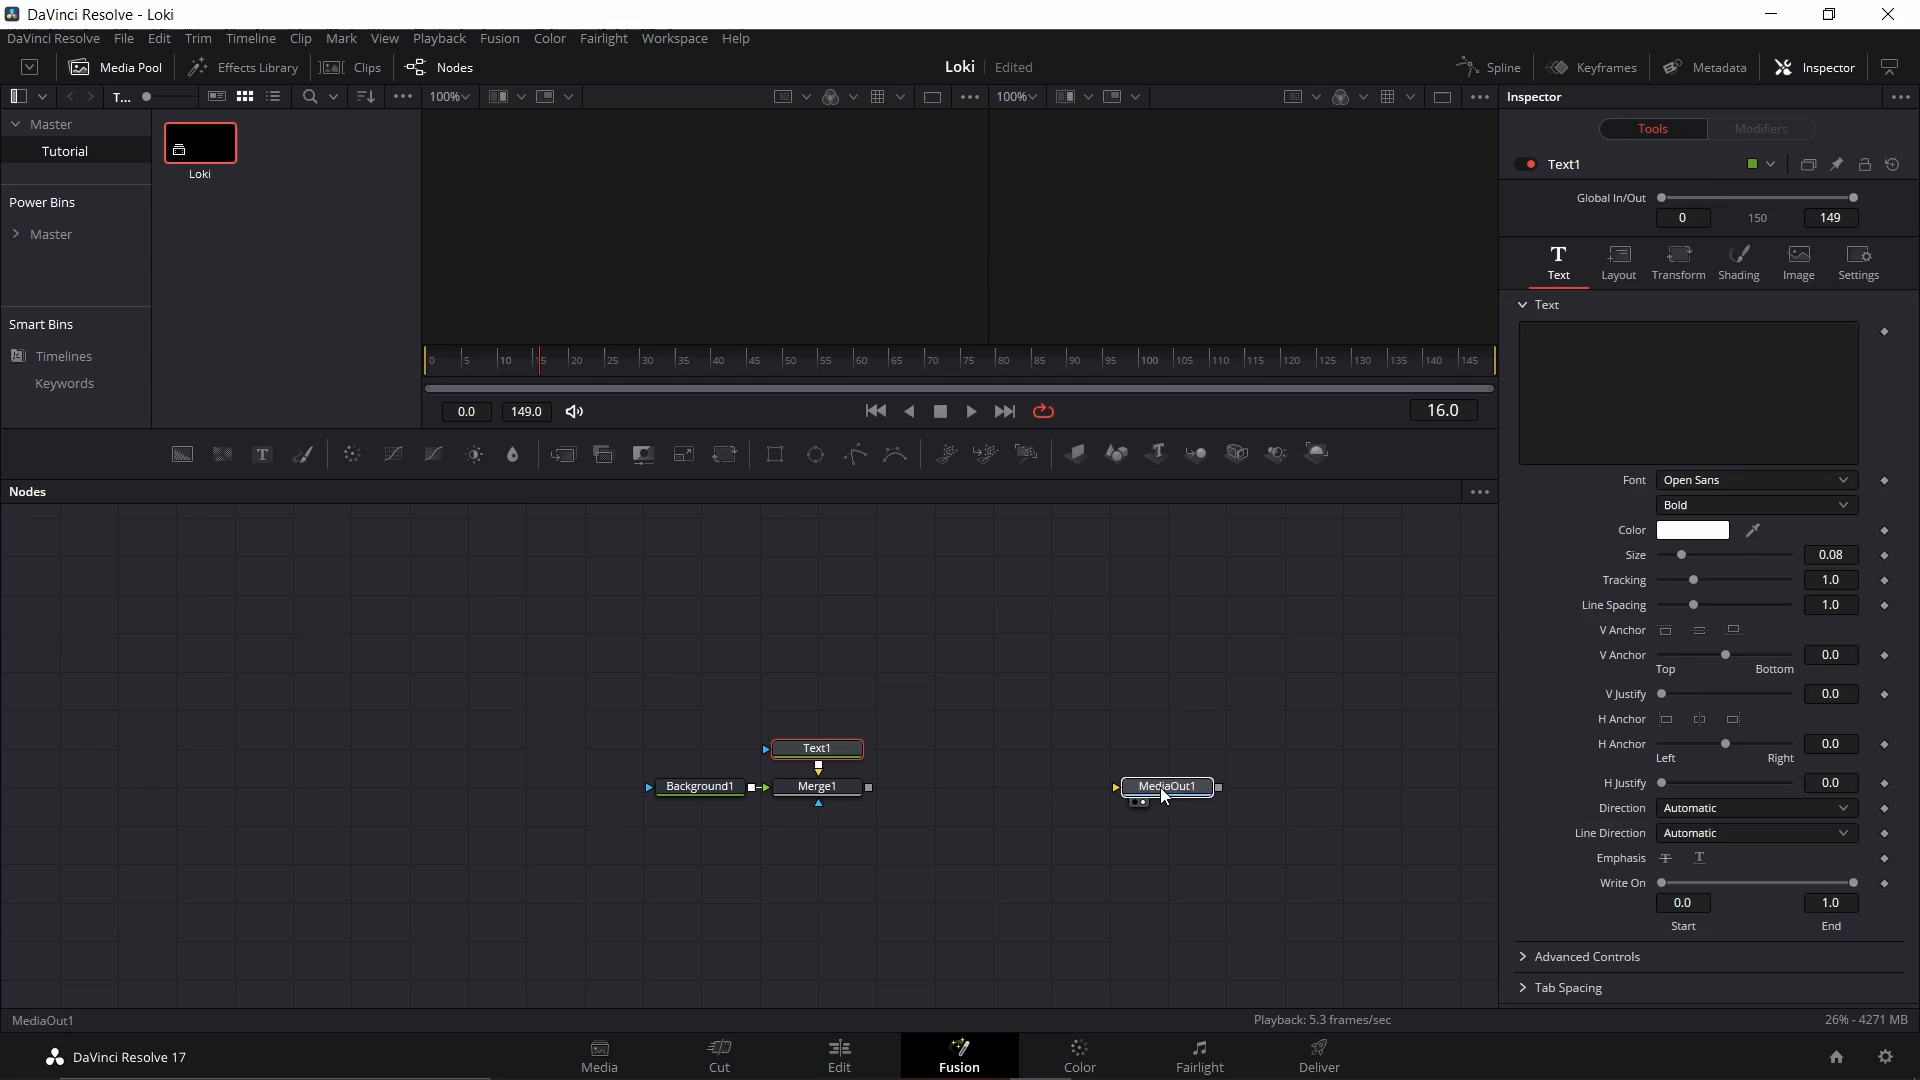 DaVinci Resolve - Loki
DaVinci Resolve File Edit Trim Timeline Clip Mark View Playback Fusion Color Fairlight Workspace Help
Media Pool Effects Library Clips Nodes Loki Edited Spline Keyframes Metadata Inspector
T... 100% 100% Inspector
Master
Tutorial
Loki
Power Bins
Master
Smart Bins
Timelines
Keywords
0 5 10 15 20 25 30 35 40 45 50 55 60 65 70 75 80 85 90 95 100 105 110 115 120 125 130 135 140 145
0.0 149.0 16.0
Nodes
Text1
Background1 Merge1 MediaOut1
Tools Modifiers
Text1
Global In/Out
0 150 149
Text Layout Transform Shading Image Settings
Text
Font Open Sans
Bold
Color
Size 0.08
Tracking 1.0
Line Spacing 1.0
V Anchor
V Anchor 0.0
Top Bottom
V Justify 0.0
H Anchor
H Anchor 0.0
Left Right
H Justify 0.0
Direction Automatic
Line Direction Automatic
Emphasis T T
Write On
0.0 1.0
Start End
Advanced Controls
Tab Spacing
MediaOut1 Playback: 5.3 frames/sec 26% - 4271 MB
DaVinci Resolve 17 Media Cut Edit Fusion Color Fairlight Deliver